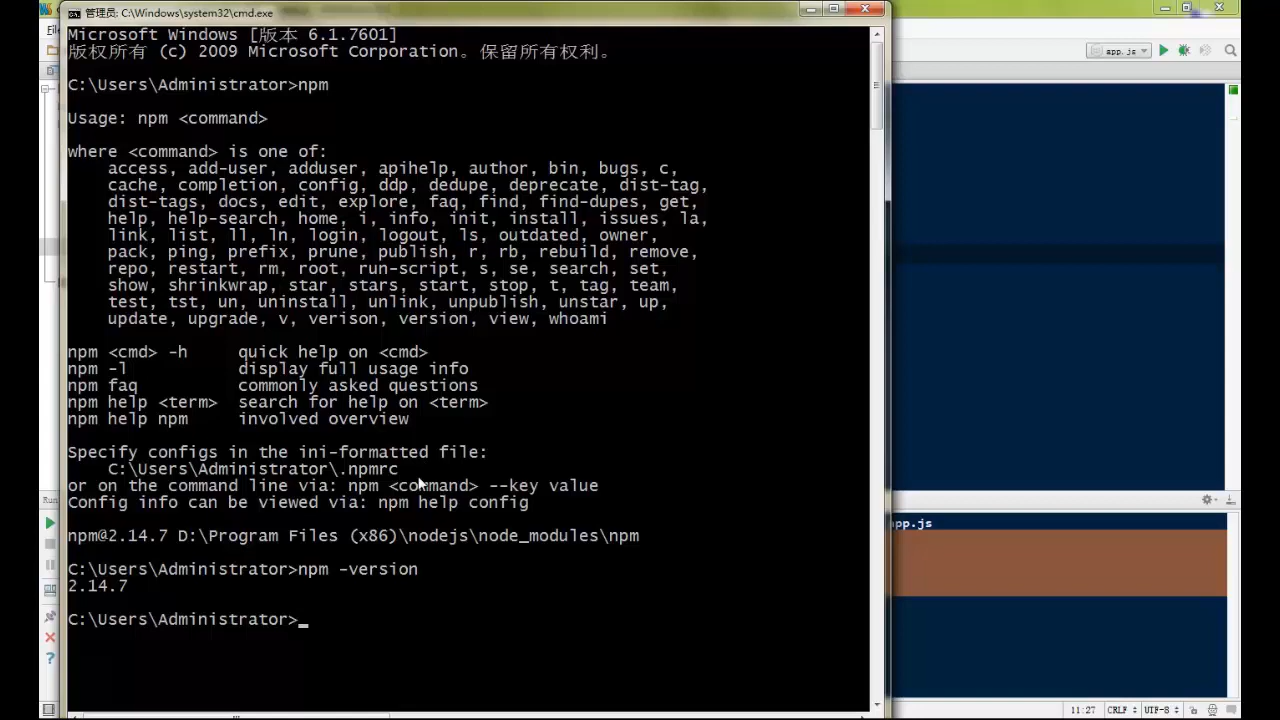 管理员: C:\Windows\system32\cmd.exe
Microsoft Windows [版本 6.1.7601]
版权所有 (c) 2009 Microsoft Corporation。保留所有权利。
C:\Users\Administrator>npm
Usage: npm <command>
where <command> is one of:
access, add-user, adduser, apihelp, author, bin, bugs, c,
cache, completion, config, ddp, dedupe, deprecate, dist-tag,
dist-tags, docs, edit, explore, faq, find, find-dupes, get,
help, help-search, home, i, info, init, install, issues, la,
link, list, ll, ln, login, logout, ls, outdated, owner,
pack, ping, prefix, prune, publish, r, rb, rebuild, remove,
repo, restart, rm, root, run-script, s, se, search, set,
show, shrinkwrap, star, stars, start, stop, t, tag, team,
test, tst, un, uninstall, unlink, unpublish, unstar, up,
update, upgrade, v, verison, version, view, whoami
npm <cmd> -h quick help on <cmd>
npm -l display full usage info
npm faq commonly asked questions
npm help <term> search for help on <term>
npm help npm involved overview
Specify configs in the ini-formatted file:
C:\Users\Administrator\.npmrc
or on the command line via: npm <command> --key value
Config info can be viewed via: npm help config
npm@2.14.7 D:\Program Files (x86)\nodejs\node_modules\npm
C:\Users\Administrator>npm -version
2.14.7
C:\Users\Administrator>_
app.js
app.js
11:27 CRLF UTF-8